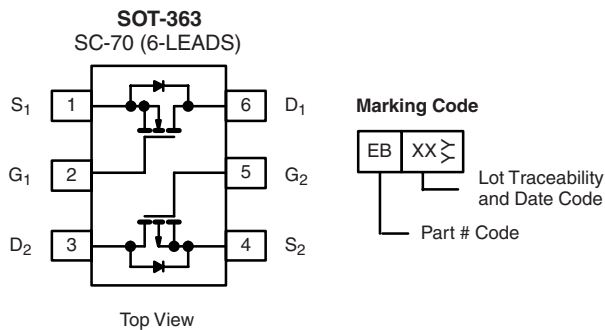 SOT-363
SC-70 (6-LEADS)
S1 1 6 D1
G1 2 5 G2
D2 3 4 S2
Top View
Marking Code
EB XX YY
Lot Traceability
and Date Code
Part # Code